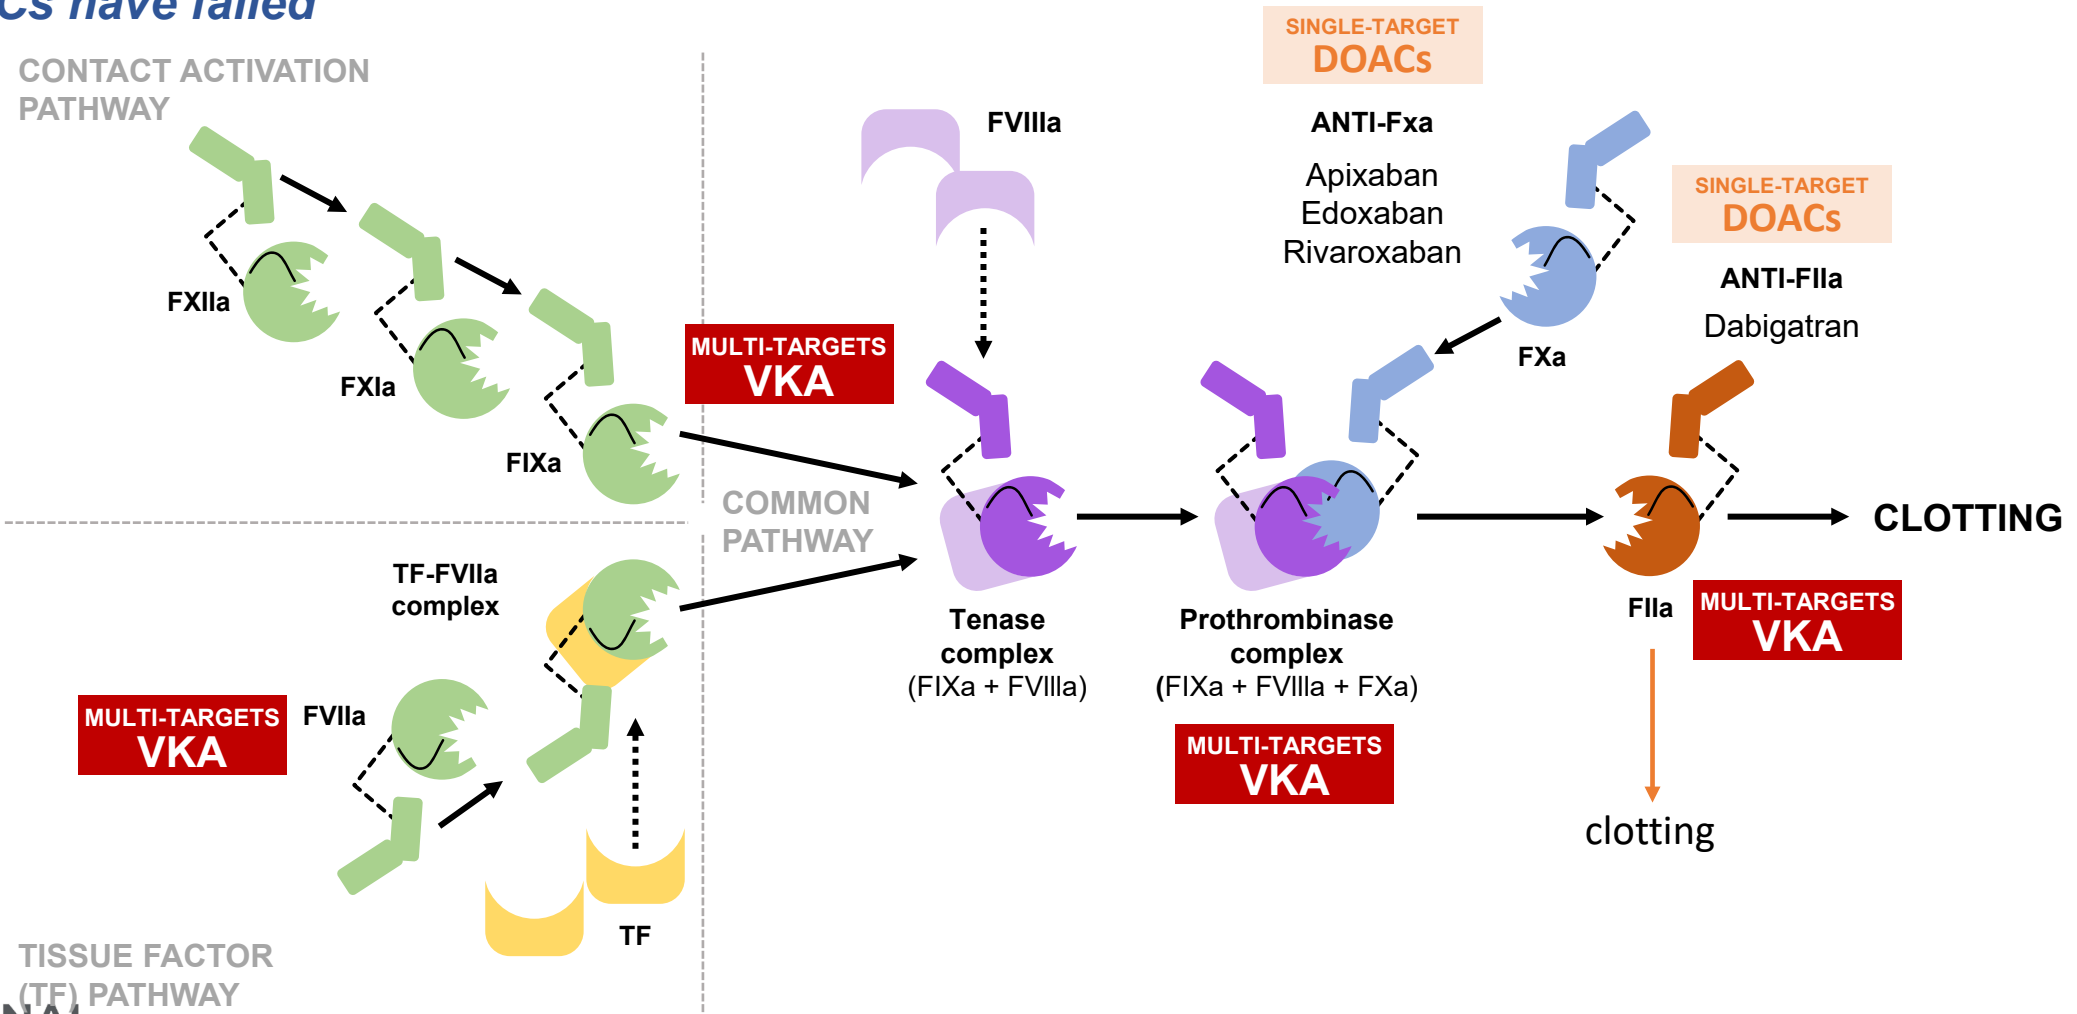 Cs have failed
CONTACT ACTIVATION
PATHWAY
FXIIa
FXIa
FIXa
MULTI-TARGETS
VKA
FVIIIa
SINGLE-TARGET
DOACs
ANTI-Fxa
Apixaban
Edoxaban
Rivaroxaban
SINGLE-TARGET
DOACs
ANTI-FIIa
Dabigatran
FXa
COMMON
PATHWAY
CLOTTING
TF-FVIIa
complex
Tenase
complex
(FIXa + FVIIIa)
Prothrombinase
complex
(FIXa + FVIIIa + FXa)
FIIa
MULTI-TARGETS
VKA
MULTI-TARGETS
VKA
FVIIa
MULTI-TARGETS
VKA
clotting
TF
TISSUE FACTOR
(TF) PATHWAY